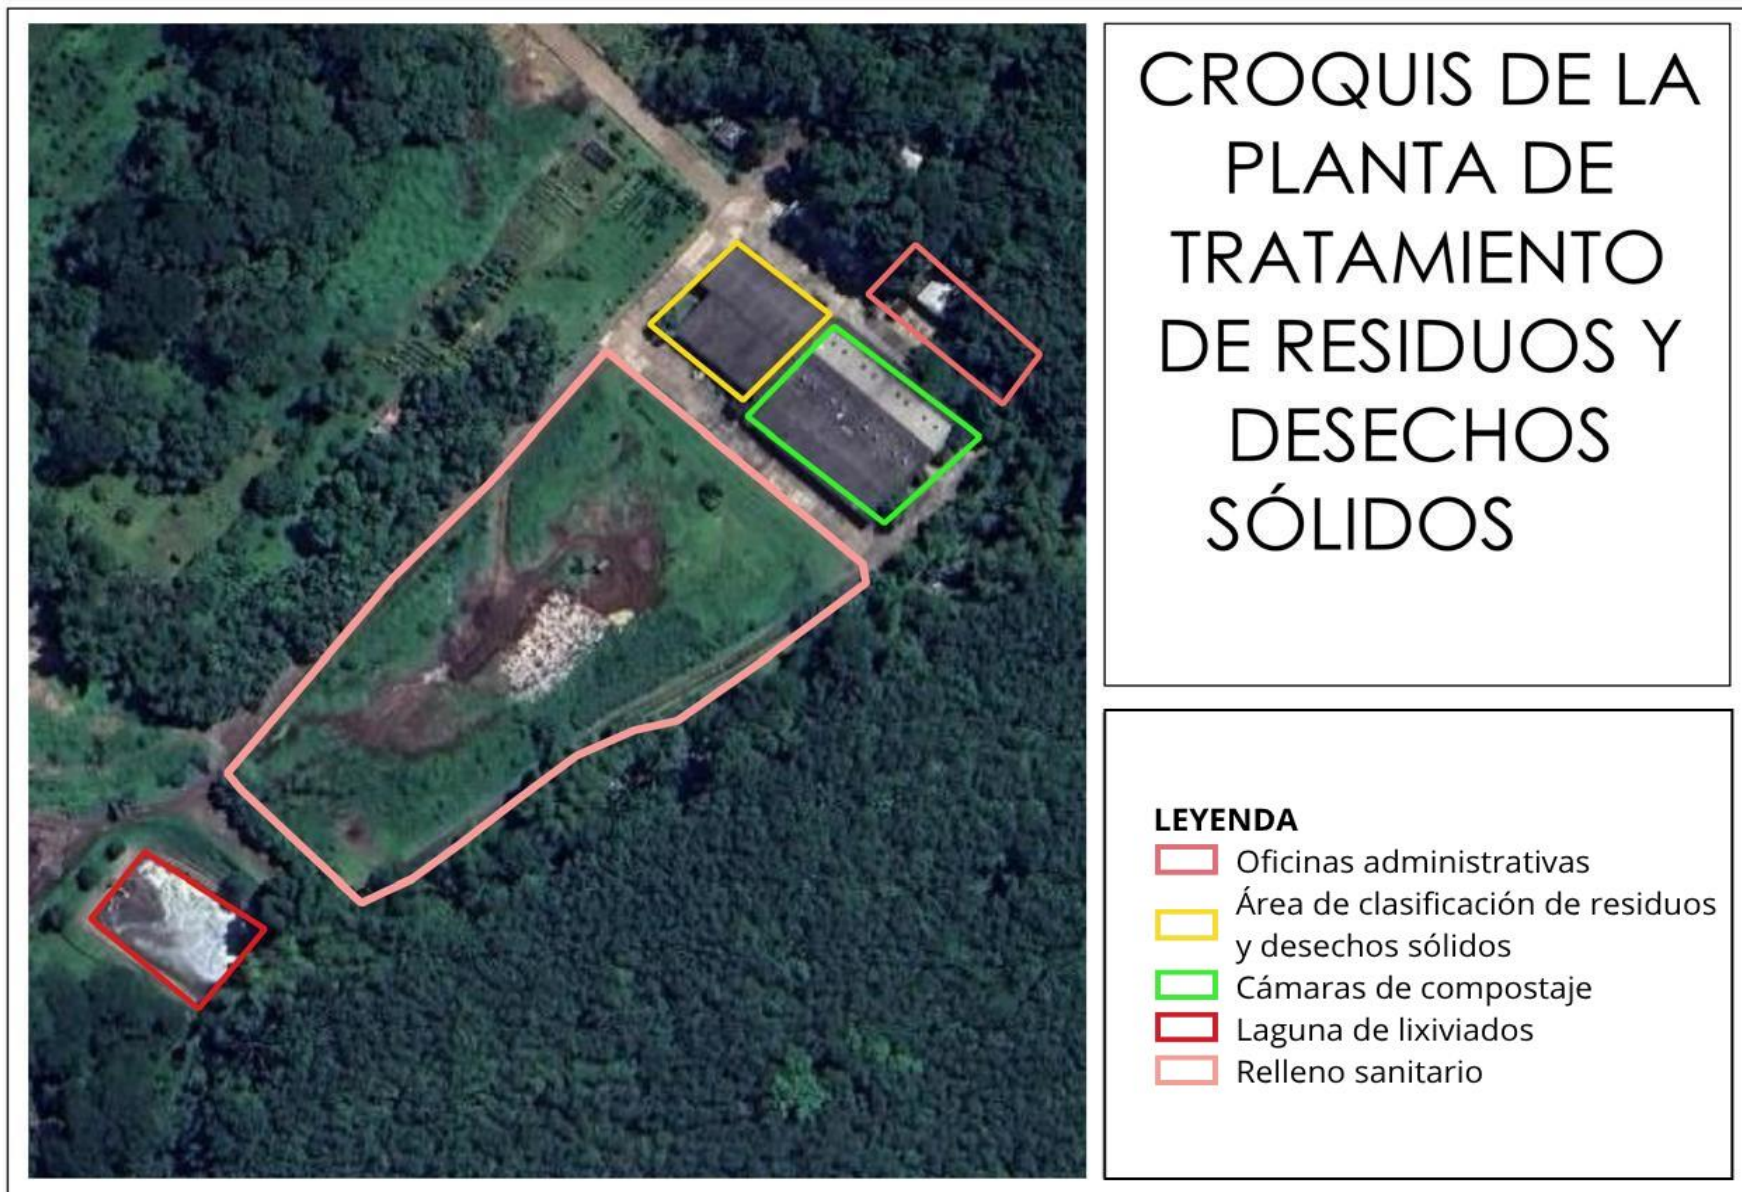 CROQUIS DE LA
PLANTA DE
TRATAMIENTO
DE RESIDUOS Y
DESECHOS
SÓLIDOS
LEYENDA
Oficinas administrativas
Área de clasificación de residuos
y desechos sólidos
Cámaras de compostaje
Laguna de lixiviados
Relleno sanitario